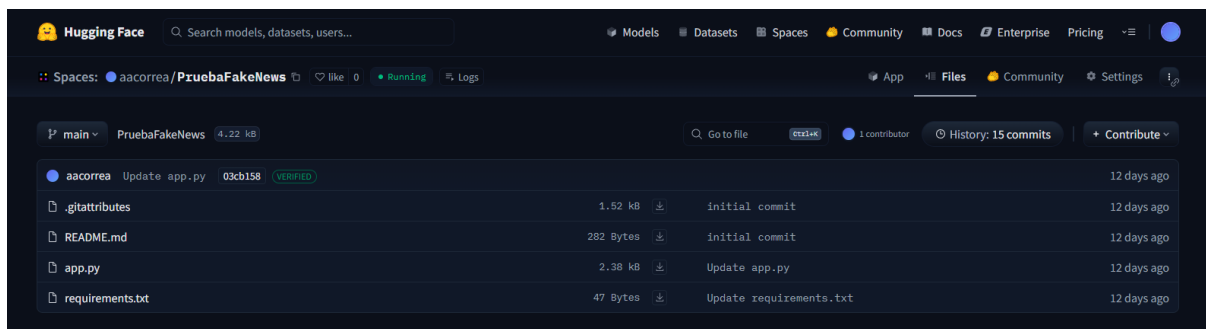 Hugging Face Search models, datasets, users... Models Datasets Spaces Community Docs Enterprise Pricing
Spaces: aacorrea/PruebaFakeNews like 0 Running Logs App Files Community Settings
main PruebaFakeNews 4.22 kB Go to file Ctrl+K 1 contributor History: 15 commits + Contribute
aacorrea Update app.py 03cb158 VERIFIED 12 days ago
.gitattributes 1.52 kB initial commit 12 days ago
README.md 282 Bytes initial commit 12 days ago
app.py 2.38 kB Update app.py 12 days ago
requirements.txt 47 Bytes Update requirements.txt 12 days ago